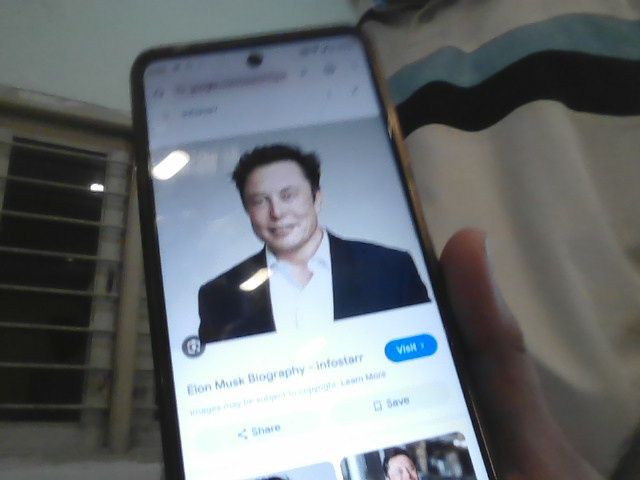 Visit >
Elon Musk Biography - infostarr
Images may be subject to copyright. Learn More
Share
Save